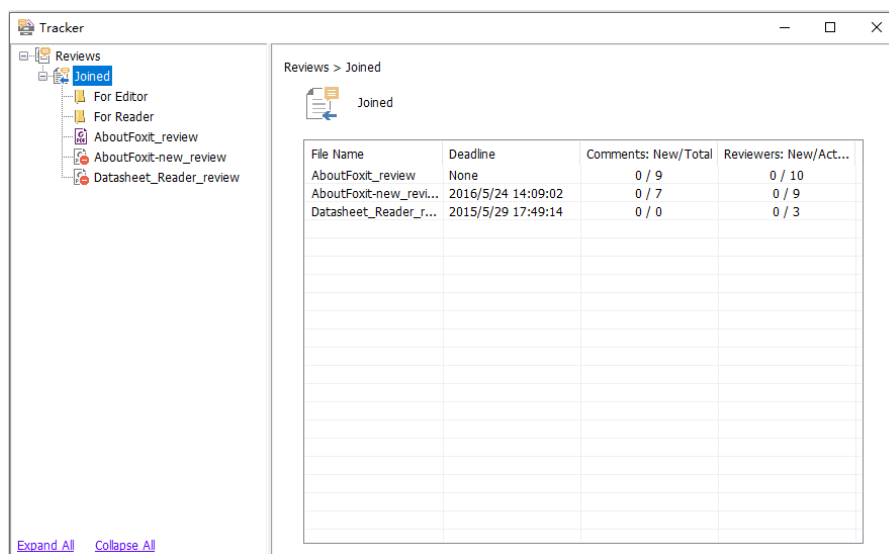 Tracker
Reviews
Joined
For Editor
For Reader
AboutFoxit_review
AboutFoxit-new_review
Datasheet_Reader_review
Expand All Collapse All
Reviews > Joined
Joined
File Name Deadline Comments: New/Total Reviewers: New/Act...
AboutFoxit_review None 0 / 9 0 / 10
AboutFoxit-new_revi... 2016/5/24 14:09:02 0 / 7 0 / 9
Datasheet_Reader_r... 2015/5/29 17:49:14 0 / 0 0 / 3